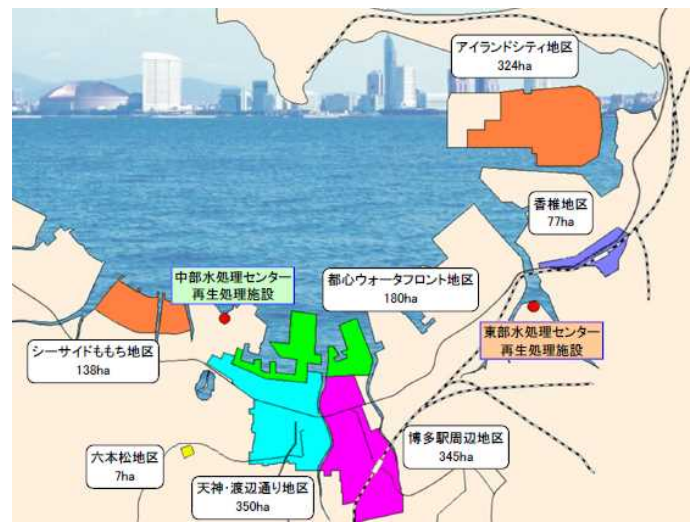 アイランドシティ地区
324ha
香椎地区
77ha
中部水処理センター
再生処理施設
都心ウォータフロント地区
180ha
東部水処理センター
再生処理施設
シーサイドももち地区
138ha
博多駅周辺地区
345ha
六本松地区
7ha
天神・渡辺通り地区
350ha